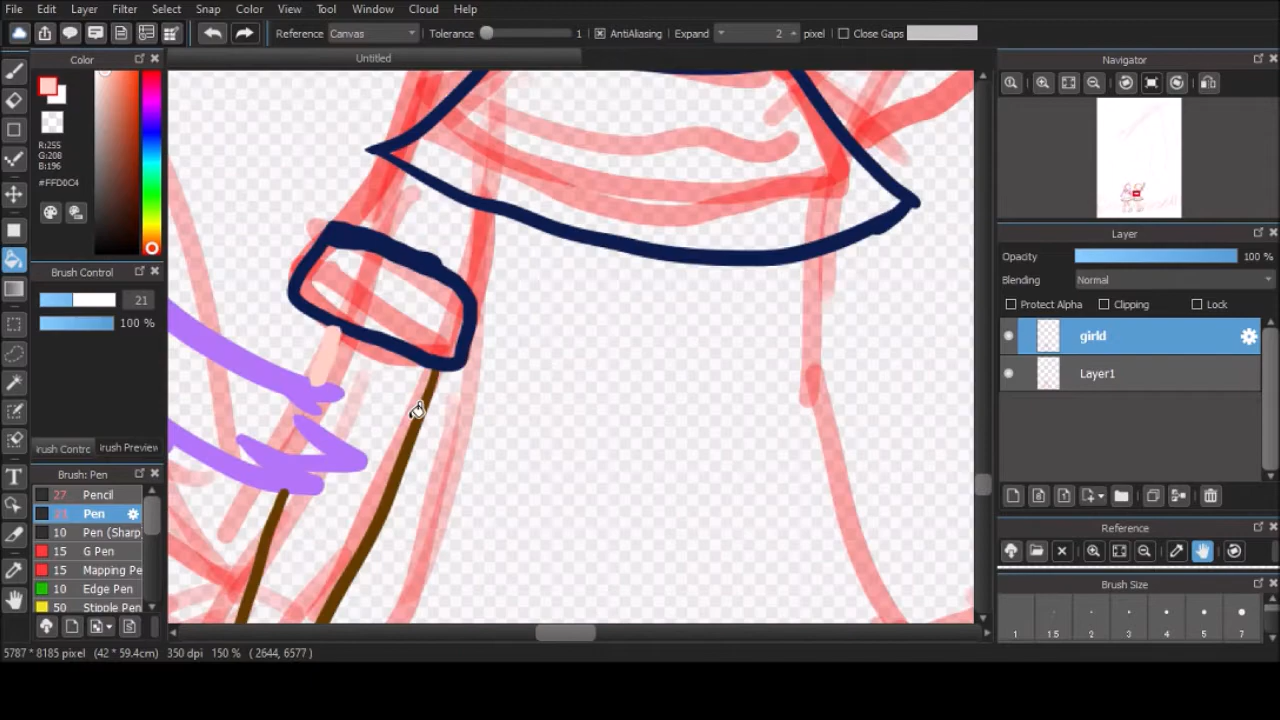 File Edit Layer Filter Select Snap Color View Tool Window Cloud Help
Reference Canvas Tolerance 1 AntiAliasing Expand 2 pixel Close Gaps
Untitled
Color
R:255
G:208
B:196
#FFD0C4
Brush Control
21
100 %
rush Contrc rush Preview
Brush: Pen
27 Pencil
Pen
10 Pen (Sharp)
15 G Pen
15 Mapping Pe
10 Edge Pen
50 Stipple Pen
Navigator
Layer
Opacity 100 %
Blending Normal
Protect Alpha Clipping Lock
girld
Layer1
Reference
Brush Size
1 1.5 2 3 4 5 7
5787 * 8185 pixel (42 * 59.4cm) 350 dpi 150 % ( 2644, 6577 )